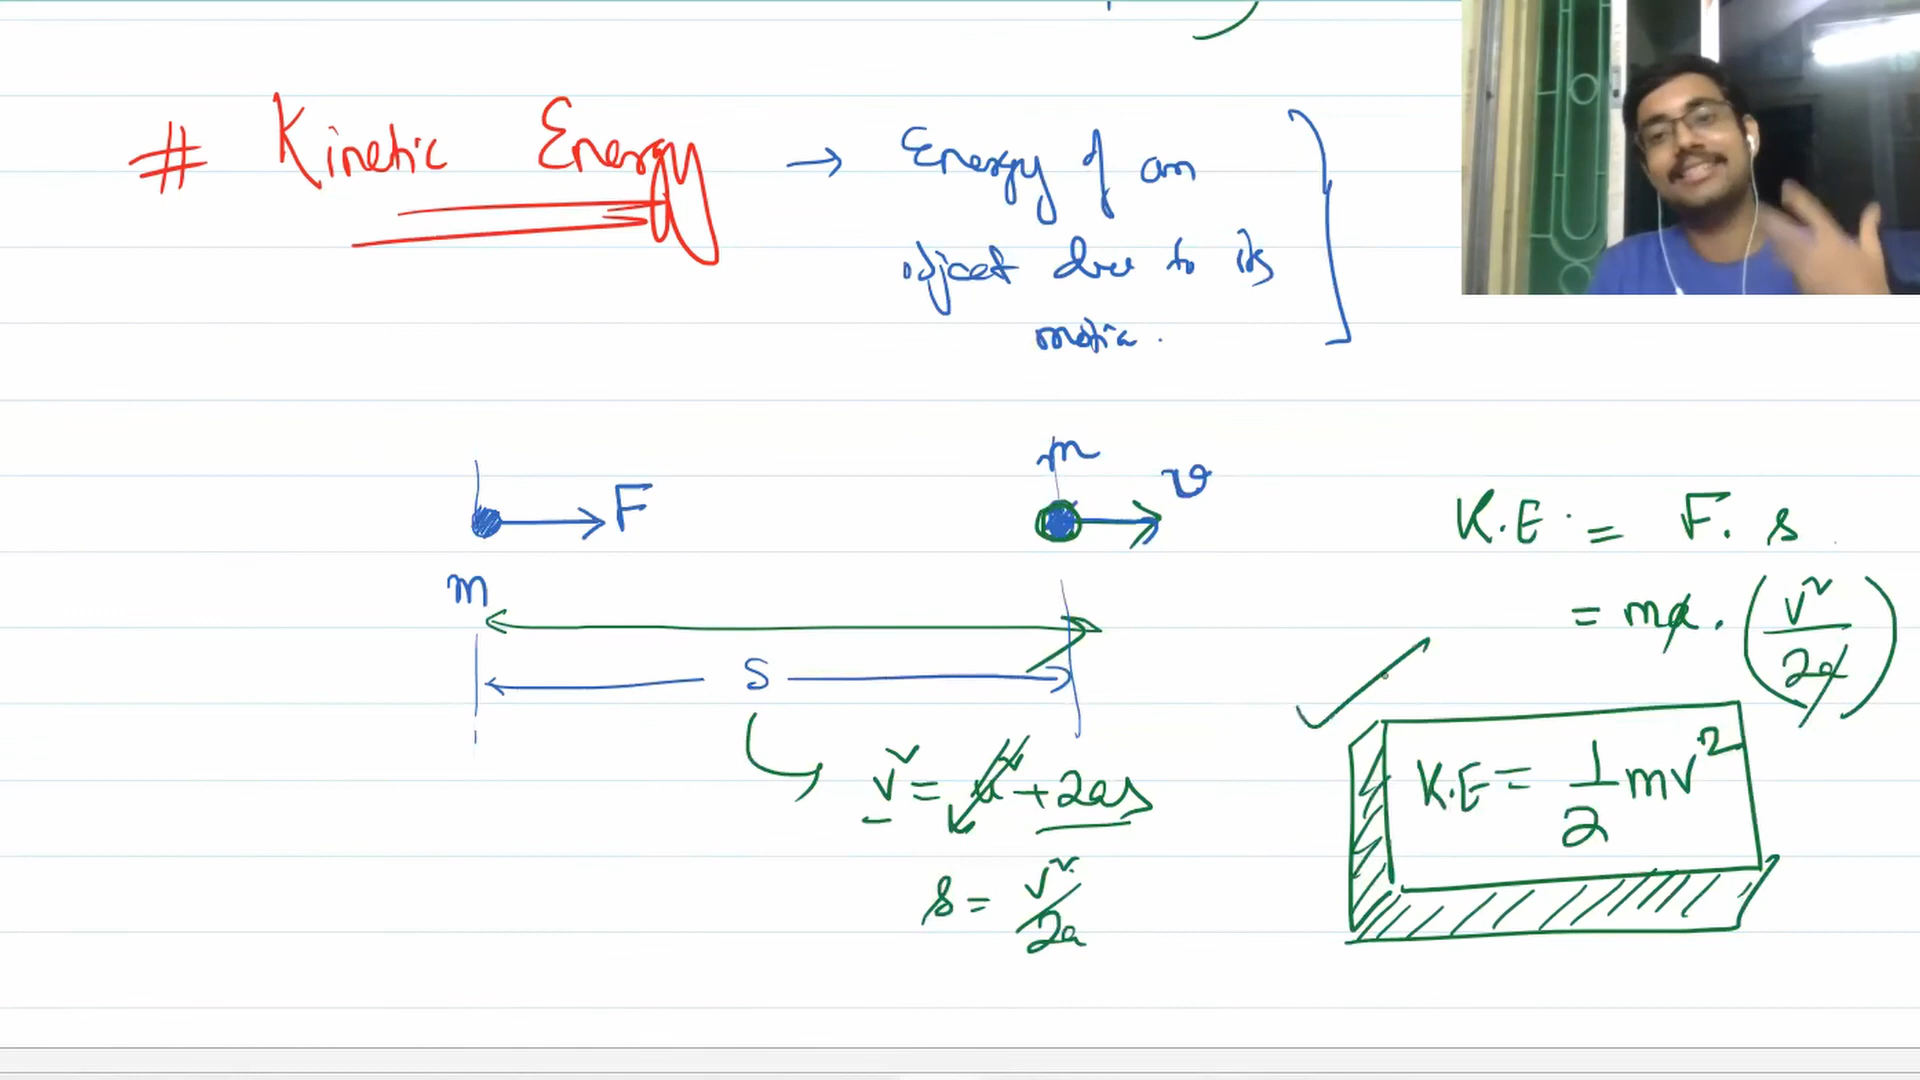 # Kinetic Energy → Energy of an
object due to its
motion.
m
F
v
m
S
K.E. = F. s
= ma . (v²/2a)
v² = u² + 2as
s = v²/2a
K.E = 1/2 mv²